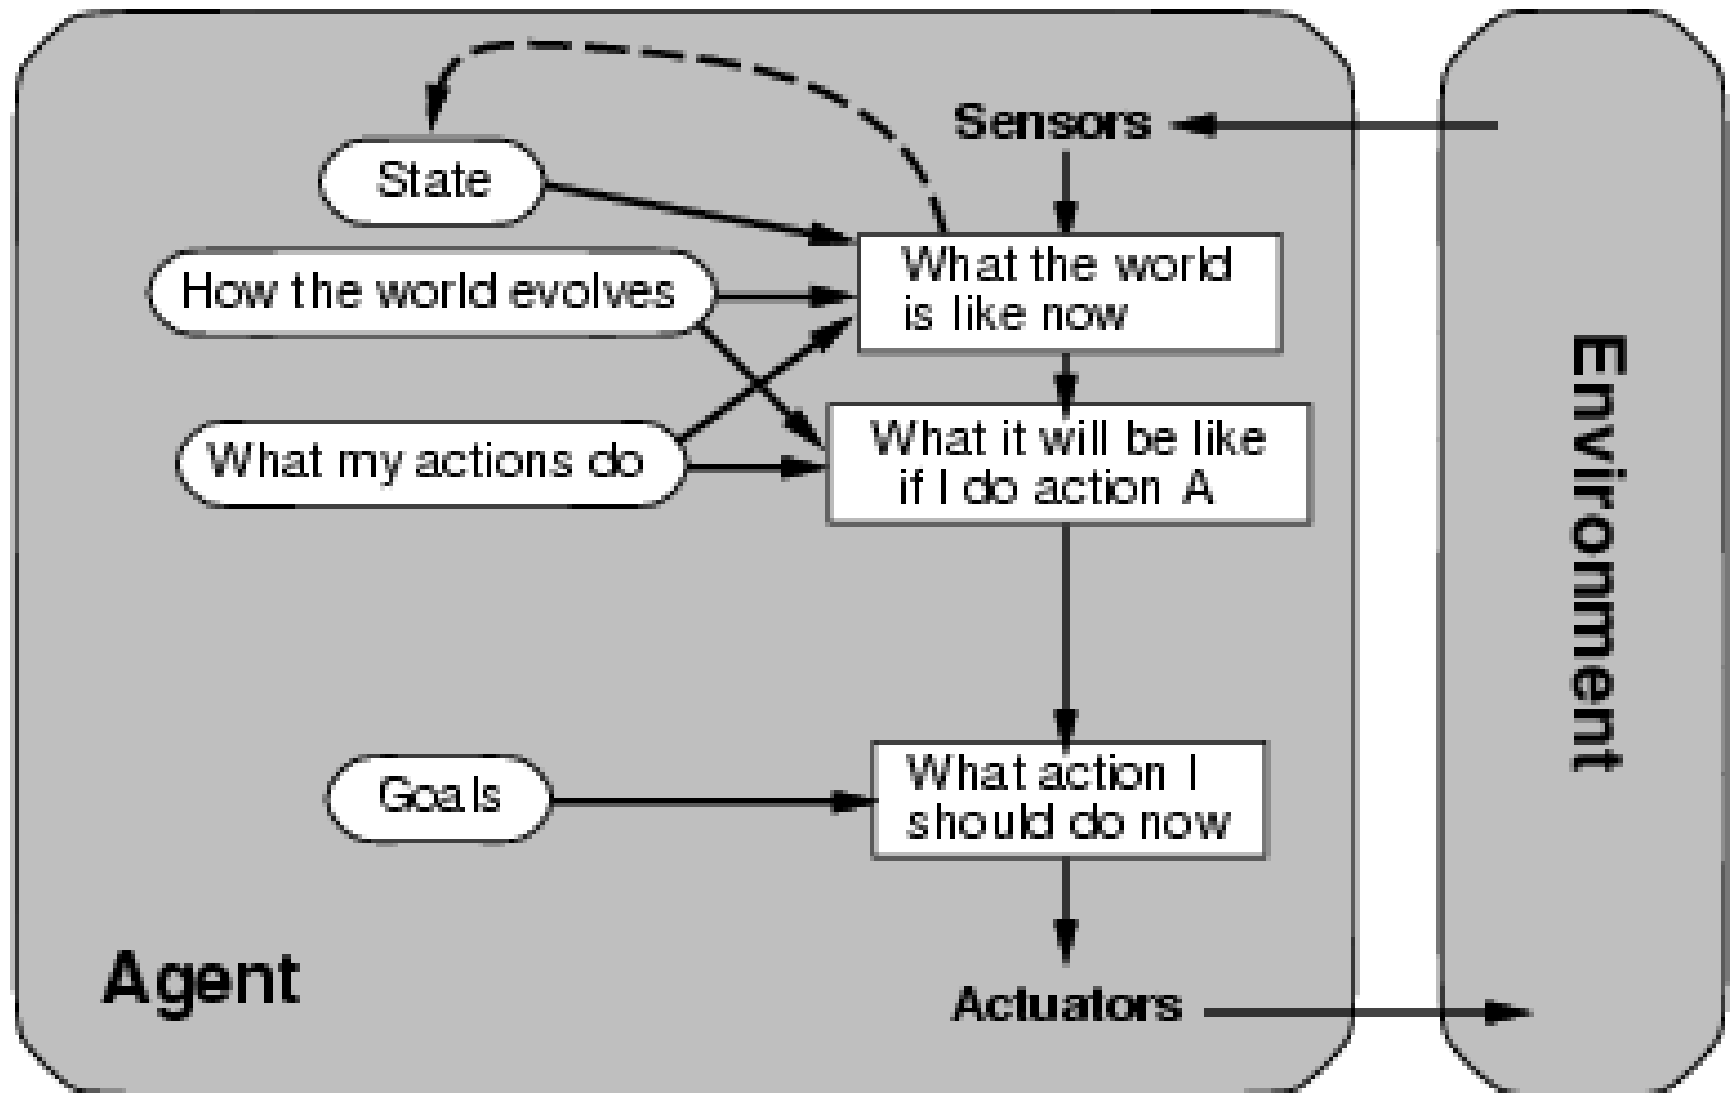 Sensors
State
What the world
is like now
How the world evolves
What my actions do
What it will be like
if I do action A
Environment
Goals
What action I
should do now
Agent
Actuators